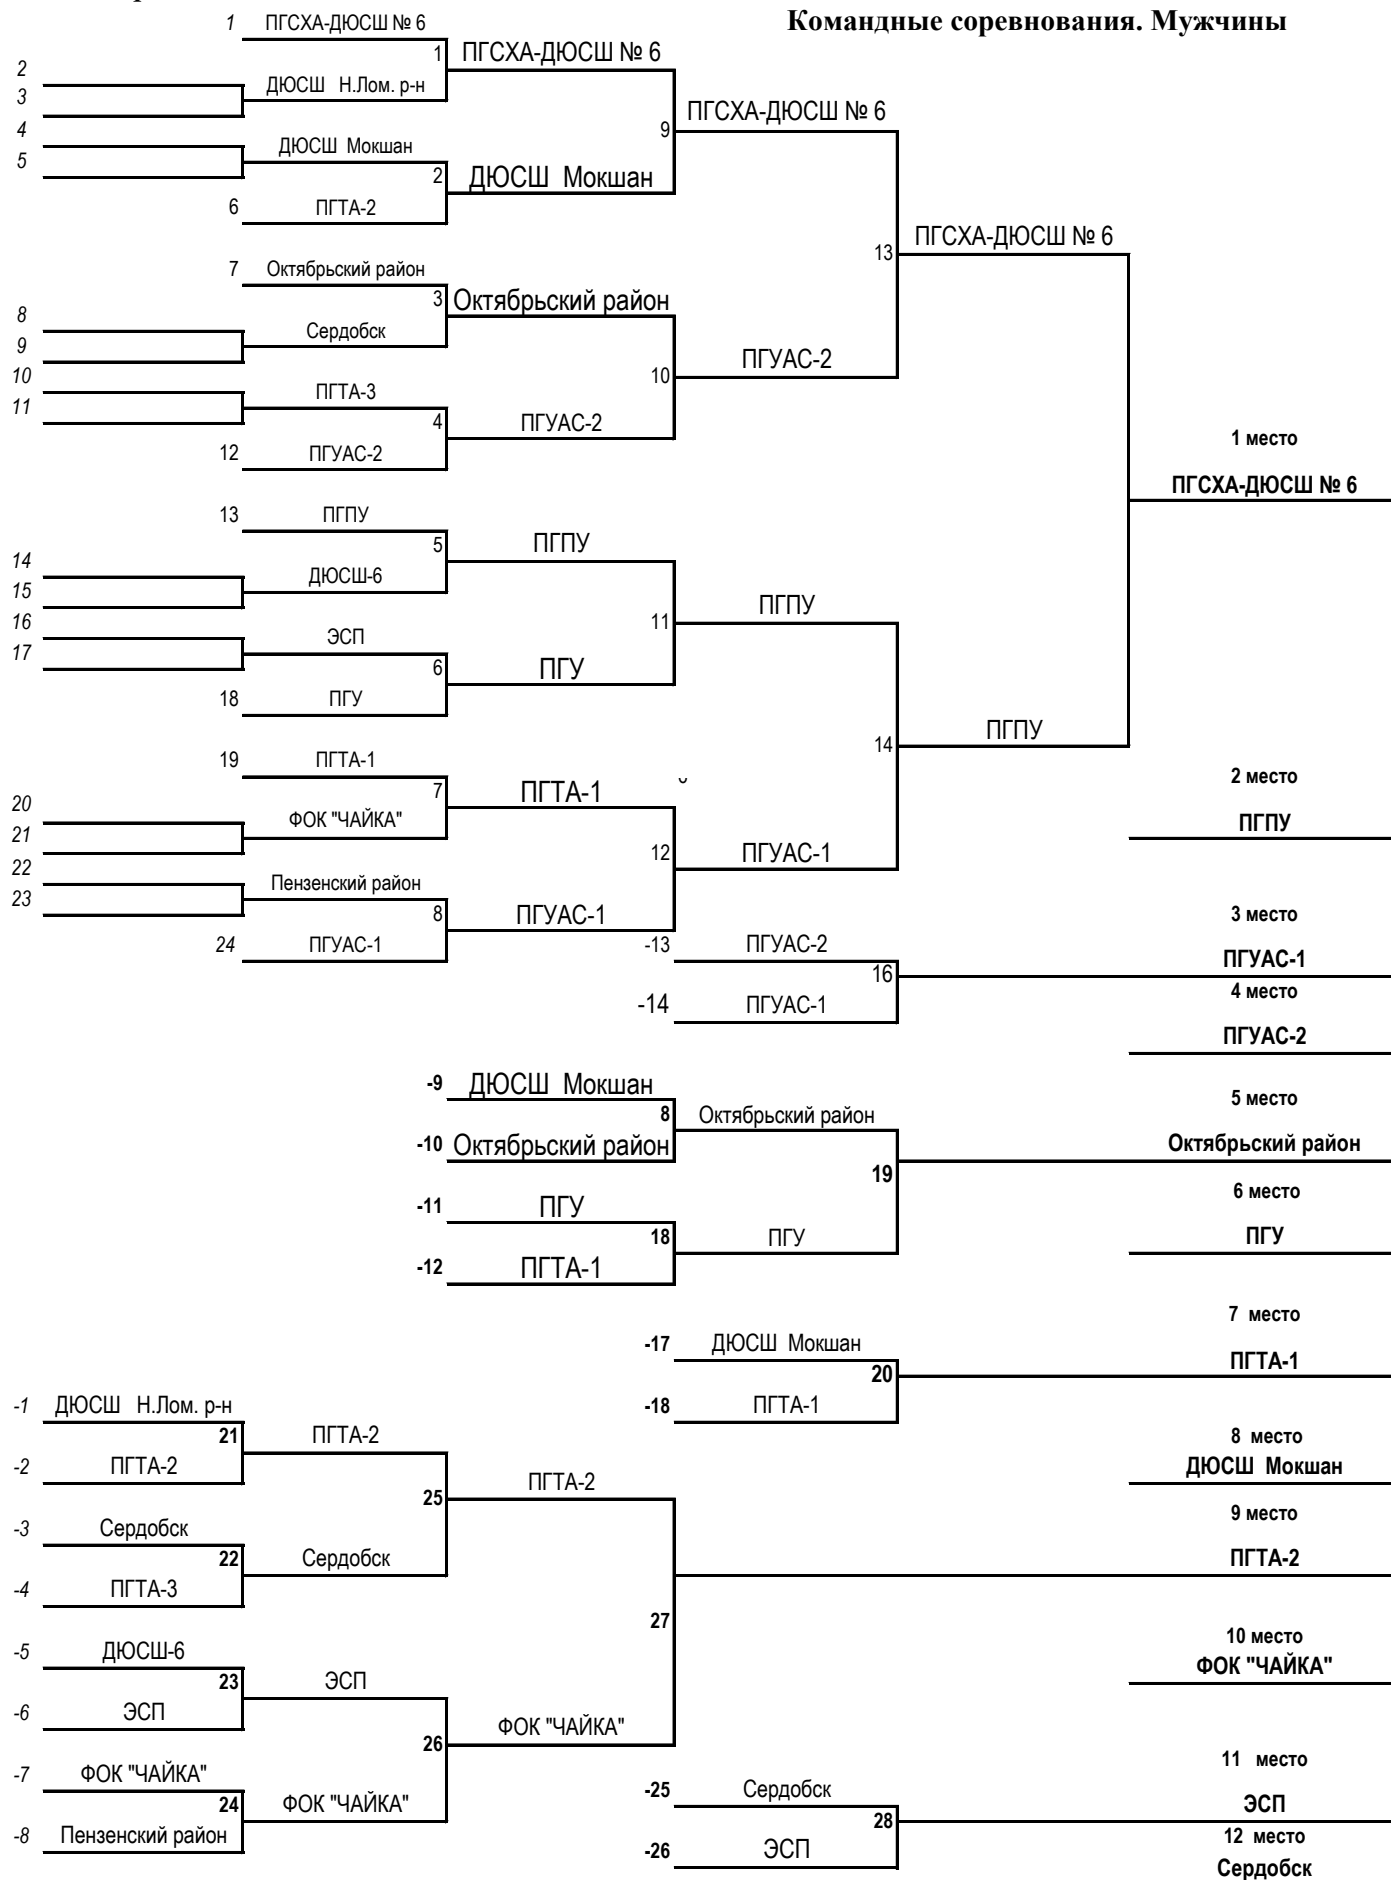 Командные соревнования. Мужчины
1 ПГСХА-ДЮСШ № 6
1 ПГСХА-ДЮСШ № 6
2
ДЮСШ Н.Лом. р-н
3
ПГСХА-ДЮСШ № 6
9
4
ДЮСШ Мокшан
5
2 ДЮСШ Мокшан
6 ПГТА-2
ПГСХА-ДЮСШ № 6
13
7 Октябрьский район
3 Октябрьский район
8
Сердобск
9
ПГУАС-2
10
10
ПГТА-3
11
4 ПГУАС-2
12 ПГУАС-2
1 место
ПГСХА-ДЮСШ № 6
13 ПГПУ
5 ПГПУ
14
ДЮСШ-6
15
ПГПУ
11
16
ЭСП
17
6 ПГУ
18 ПГУ
ПГПУ
14
19 ПГТА-1
2 место
7 ПГТА-1
20
ФОК "ЧАЙКА"
21
ПГПУ
12 ПГУАС-1
22
Пензенский район
23
8 ПГУАС-1
3 место
24 ПГУАС-1
-13 ПГУАС-2
ПГУАС-1
16
4 место
-14 ПГУАС-1
ПГУАС-2
-9 ДЮСШ Мокшан
5 место
8 Октябрьский район
-10 Октябрьский район
Октябрьский район
19
6 место
-11 ПГУ
18 ПГУ
ПГУ
-12 ПГТА-1
7 место
-17 ДЮСШ Мокшан
ПГТА-1
20
-18 ПГТА-1
-1 ДЮСШ Н.Лом. р-н
21 ПГТА-2
8 место
-2 ПГТА-2
ДЮСШ Мокшан
ПГТА-2
25
9 место
-3 Сердобск
22 Сердобск
ПГТА-2
-4 ПГТА-3
27
10 место
-5 ДЮСШ-6
ФОК "ЧАЙКА"
23 ЭСП
-6 ЭСП
ФОК "ЧАЙКА"
26
11 место
-7 ФОК "ЧАЙКА"
-25 Сердобск
24 ФОК "ЧАЙКА"
ЭСП
28
-8 Пензенский район
12 место
-26 ЭСП
Сердобск